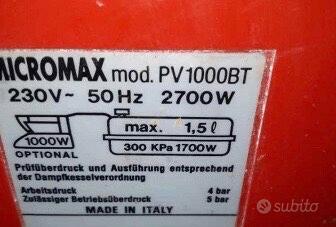 MICROMAX mod. PV1000BT
230V~ 50Hz 2700W
max. 1,5ℓ
1000W
300 KPa 1700W
OPTIONAL
Prüfüberdruck und Ausführung entsprechend
der Dampfkesselverordnung
Arbeitsdruck 4 bar
Zulässiger Betriebsüberdruck 5 bar
MADE IN ITALY
subito